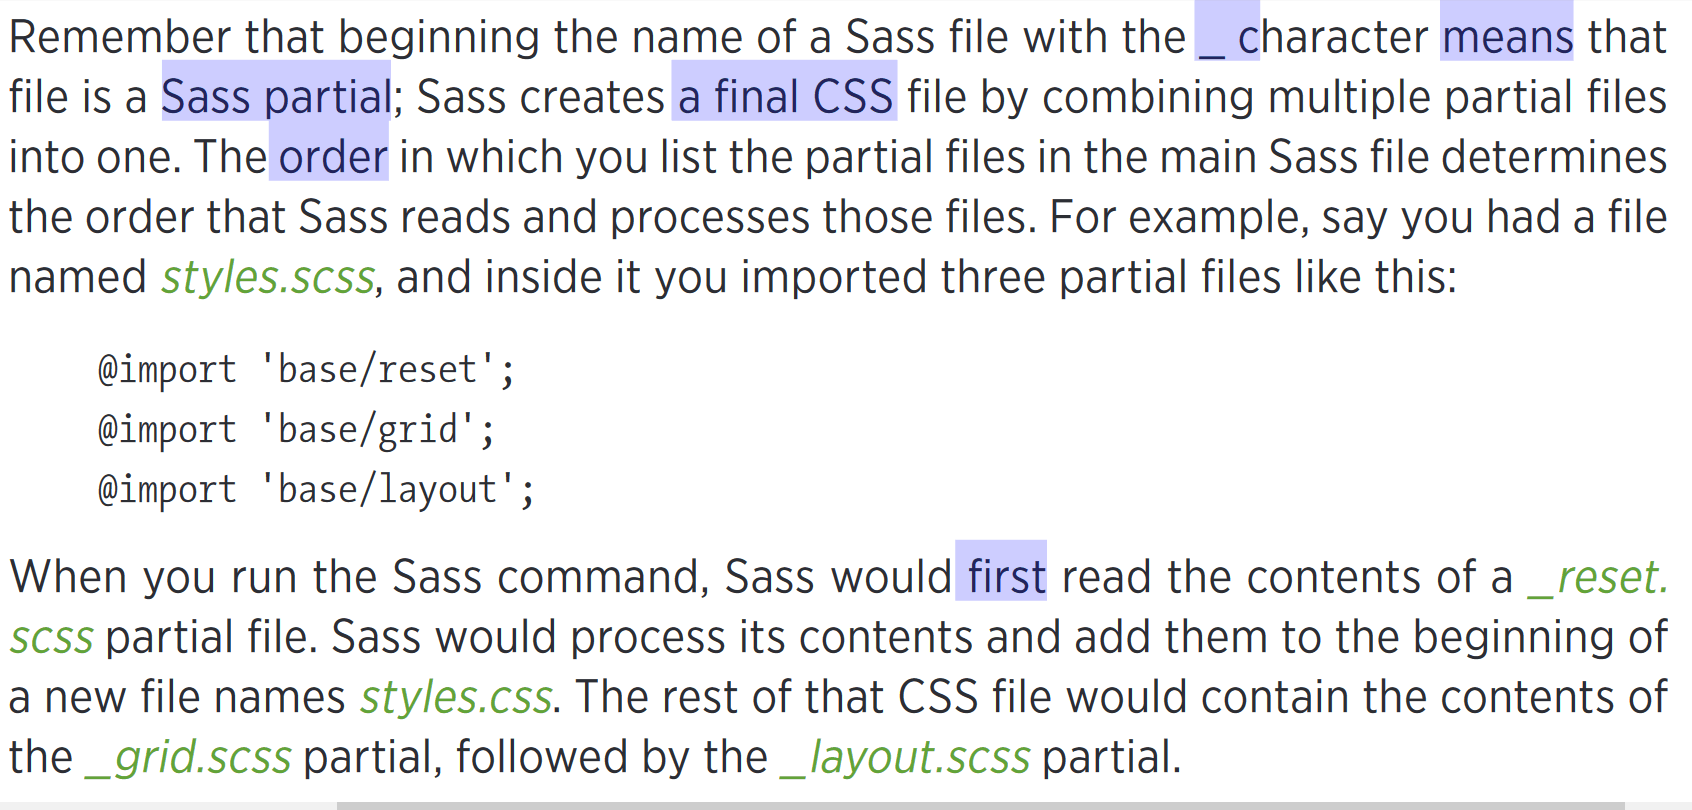 Remember that beginning the name of a Sass file with the _ character means that
file is a Sass partial; Sass creates a final CSS file by combining multiple partial files
into one. The order in which you list the partial files in the main Sass file determines
the order that Sass reads and processes those files. For example, say you had a file
named styles.scss, and inside it you imported three partial files like this:
@import 'base/reset';
@import 'base/grid';
@import 'base/layout';
When you run the Sass command, Sass would first read the contents of a _reset.
scss partial file. Sass would process its contents and add them to the beginning of
a new file names styles.css. The rest of that CSS file would contain the contents of
the _grid.scss partial, followed by the _layout.scss partial.